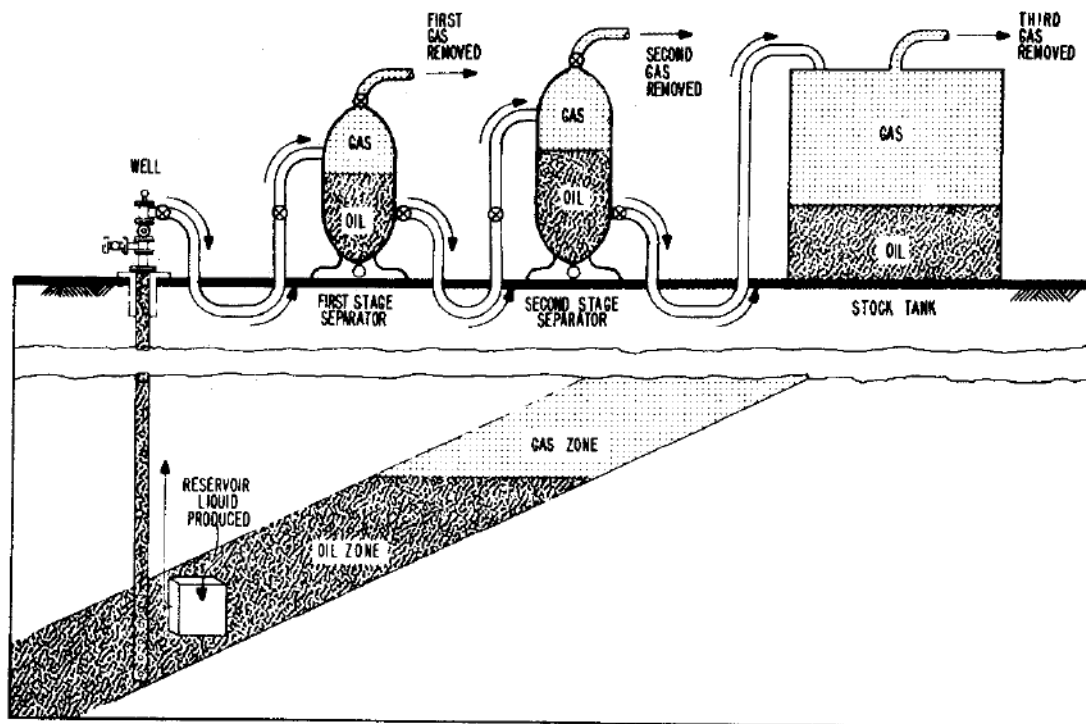 FIRST
GAS
REMOVED
SECOND
GAS
REMOVED
THIRD
GAS
REMOVED
WELL
GAS
OIL
GAS
OIL
GAS
OIL
FIRST STAGE
SEPARATOR
SECOND STAGE
SEPARATOR
STOCK TANK
GAS ZONE
RESERVOIR
LIQUID
PRODUCED
OIL ZONE